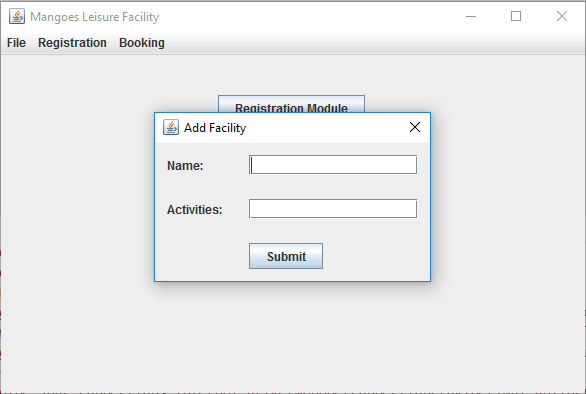 Mangoes Leisure Facility
File Registration Booking
Registration Module
Add Facility
Name:
Activities:
Submit